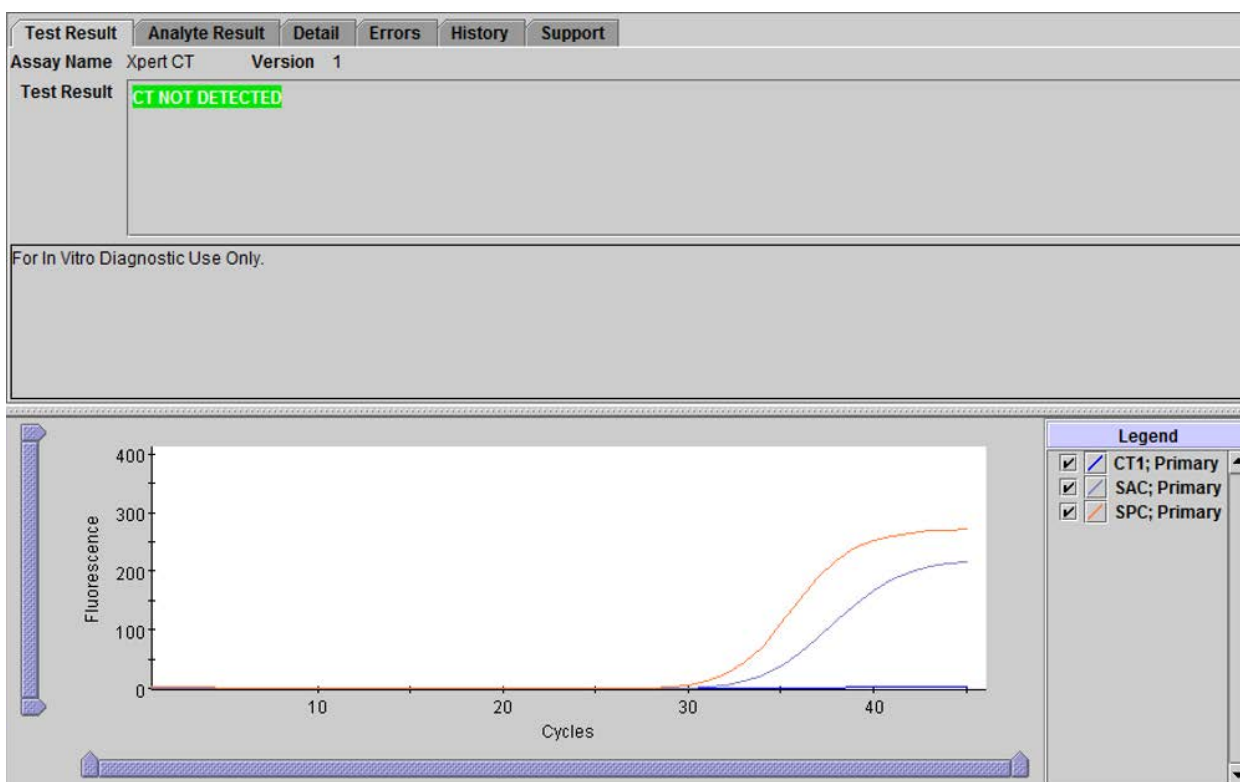 Test Result Analyte Result Detail Errors History Support
Assay Name Xpert CT Version 1
Test Result CT NOT DETECTED
For In Vitro Diagnostic Use Only.
Legend
CT1; Primary
SAC; Primary
SPC; Primary
400
300
200
100
0
Fluorescence
10 20 30 40
Cycles